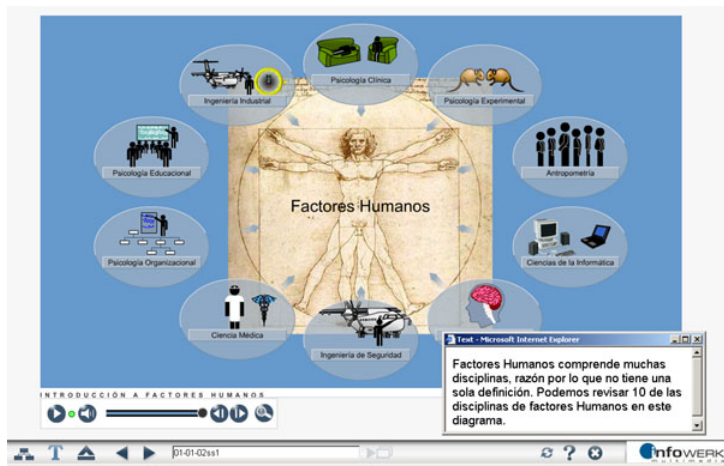 Psicología Clínica
Ingeniería Industrial
Psicología Experimental
Psicología Educacional
Antropometría
Factores Humanos
Psicología Organizacional
Ciencias de la Informática
Ciencia Médica
Ingeniería de Seguridad
Text - Microsoft Internet Explorer
Factores Humanos comprende muchas
disciplinas, razón por lo que no tiene una
sola definición. Podemos revisar 10 de las
disciplinas de factores Humanos en este
diagrama.
INTRODUCCIÓN A FACTORES HUMANOS
01-01-02ss1
infowerk
multimedia